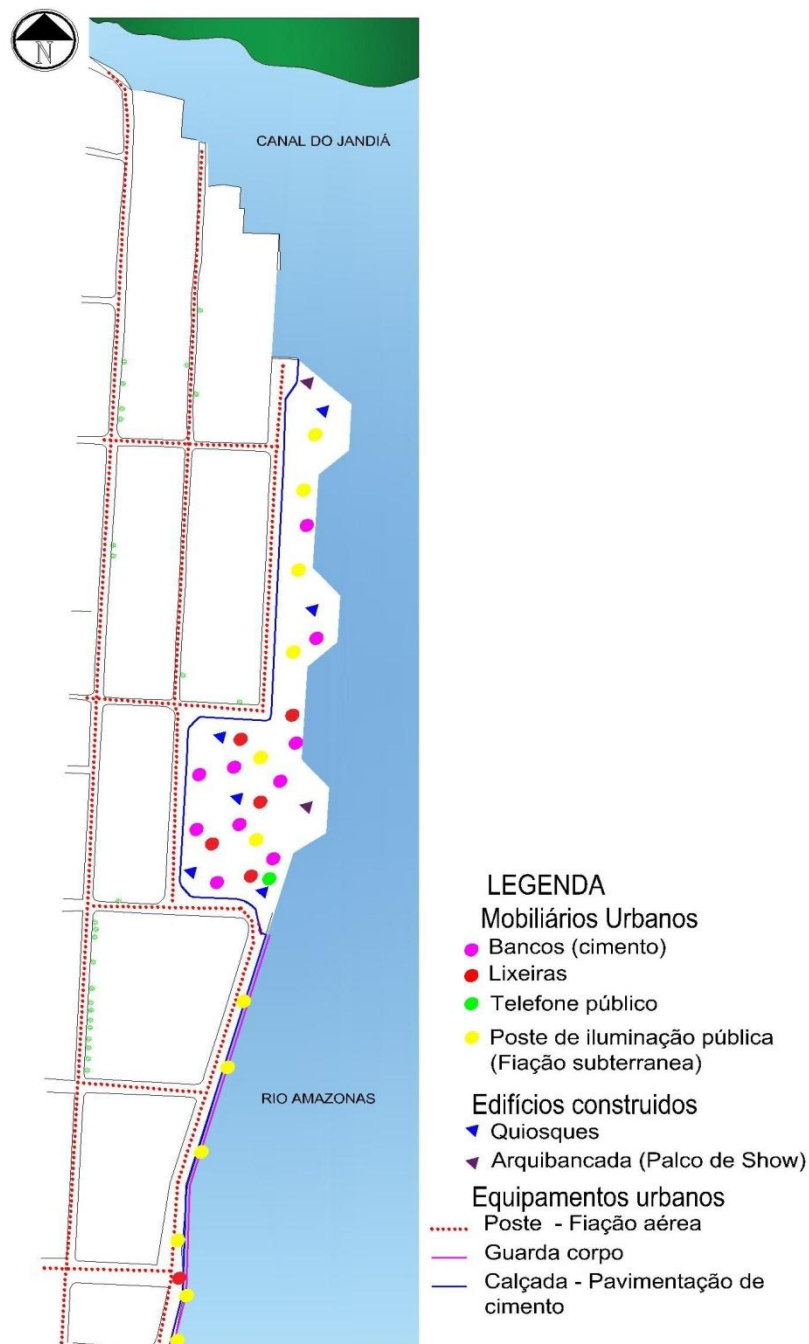 N
CANAL DO JANDIÁ
RIO AMAZONAS
LEGENDA
Mobiliários Urbanos
Bancos (cimento)
Lixeiras
Telefone público
Poste de iluminação pública
(Fiação subterranea)
Edifícios construidos
Quiosques
Arquibancada (Palco de Show)
Equipamentos urbanos
Poste - Fiação aérea
Guarda corpo
Calçada - Pavimentação de
cimento